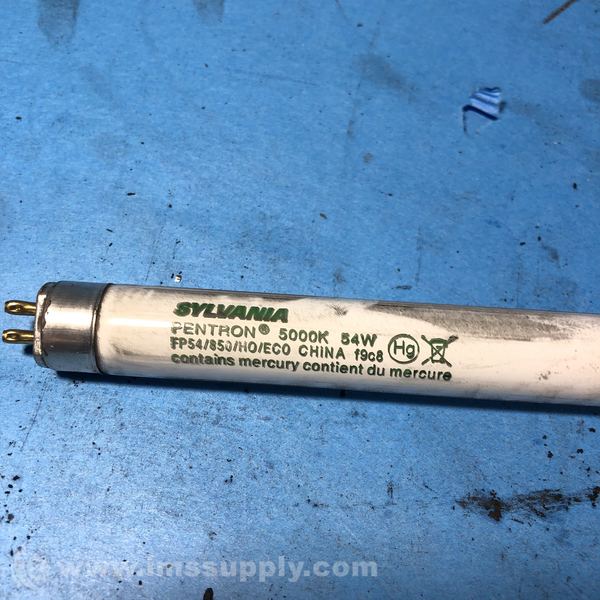 SYLVANIA
PENTRON® 5000K 54W
FP54/850/HO/ECO CHINA f9c8
Hg
contains mercury contient du mercure
www.imssupply.com